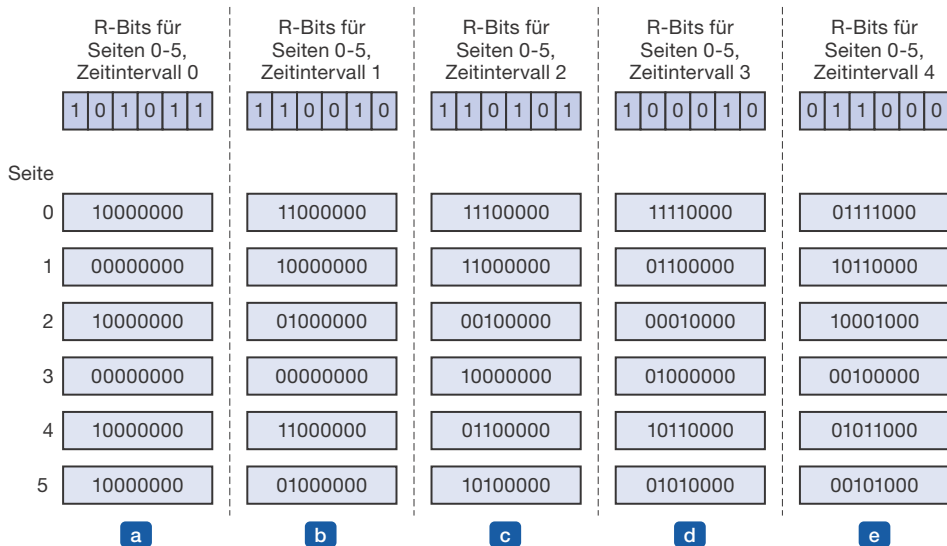 R-Bits für R-Bits für R-Bits für R-Bits für R-Bits für
Seiten 0-5, Seiten 0-5, Seiten 0-5, Seiten 0-5, Seiten 0-5,
Zeitintervall 0 Zeitintervall 1 Zeitintervall 2 Zeitintervall 3 Zeitintervall 4
1 0 1 0 1 1 1 1 0 0 1 0 1 1 0 1 0 1 1 0 0 0 1 0 0 1 1 0 0 0
Seite
0 10000000 11000000 11100000 11110000 01111000
1 00000000 10000000 11000000 01100000 10110000
2 10000000 01000000 00100000 00010000 10001000
3 00000000 00000000 10000000 01000000 00100000
4 10000000 11000000 01100000 10110000 01011000
5 10000000 01000000 10100000 01010000 00101000
a b c d e